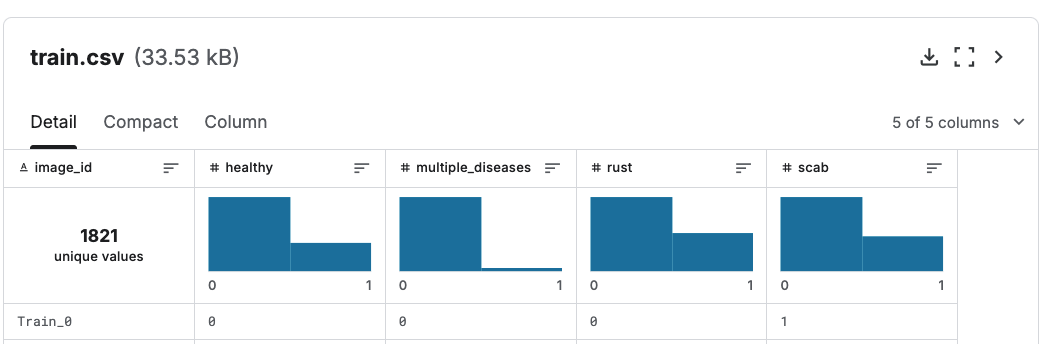 train.csv (33.53 kB)
Detail Compact Column 5 of 5 columns
A image_id # healthy # multiple_diseases # rust # scab
1821
unique values
0 1 0 1 0 1 0 1
Train_0 0 0 0 1